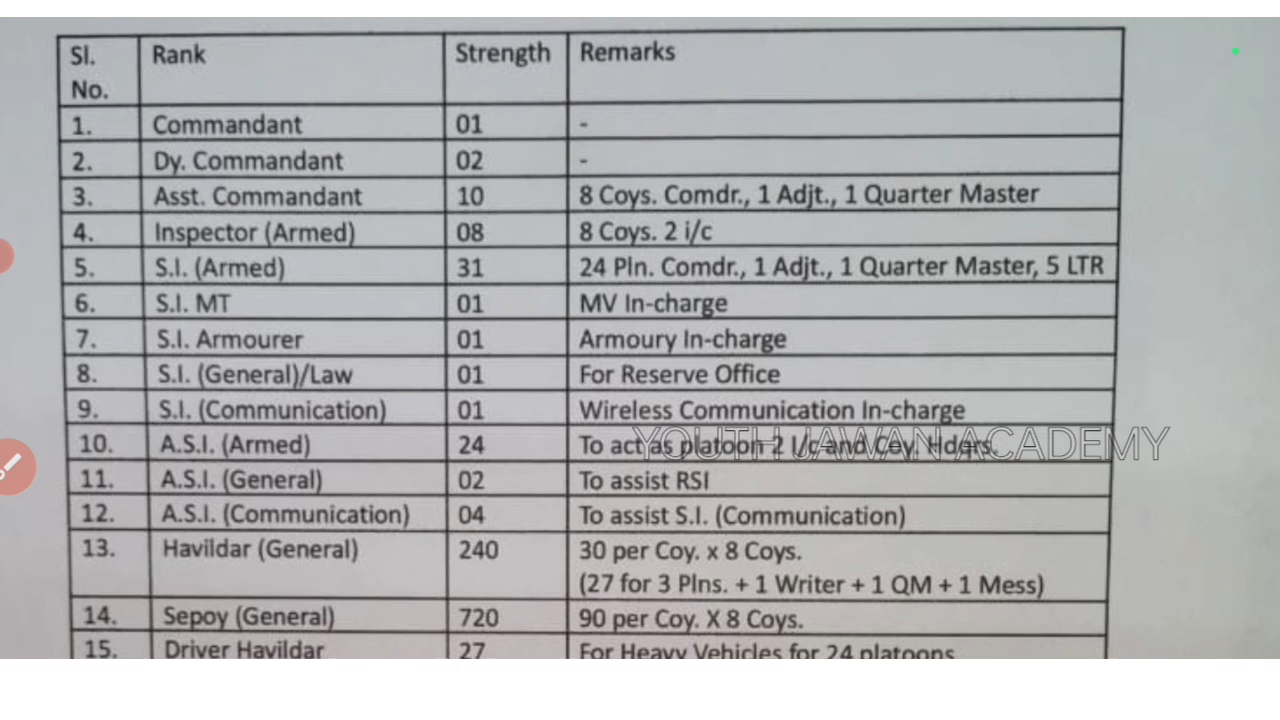 Sl. No. Rank Strength Remarks
1. Commandant 01 -
2. Dy. Commandant 02 -
3. Asst. Commandant 10 8 Coys. Comdr., 1 Adjt., 1 Quarter Master
4. Inspector (Armed) 08 8 Coys. 2 i/c
5. S.I. (Armed) 31 24 Pln. Comdr., 1 Adjt., 1 Quarter Master, 5 LTR
6. S.I. MT 01 MV In-charge
7. S.I. Armourer 01 Armoury In-charge
8. S.I. (General)/Law 01 For Reserve Office
9. S.I. (Communication) 01 Wireless Communication In-charge
10. A.S.I. (Armed) 24 To act as platoon 2 I/c and Coy. Hdqrs.
YOUTH JAWAN ACADEMY
11. A.S.I. (General) 02 To assist RSI
12. A.S.I. (Communication) 04 To assist S.I. (Communication)
13. Havildar (General) 240 30 per Coy. x 8 Coys.
(27 for 3 Plns. + 1 Writer + 1 QM + 1 Mess)
14. Sepoy (General) 720 90 per Coy. X 8 Coys.
15. Driver Havildar 27 For Heavy Vehicles for 24 platoons